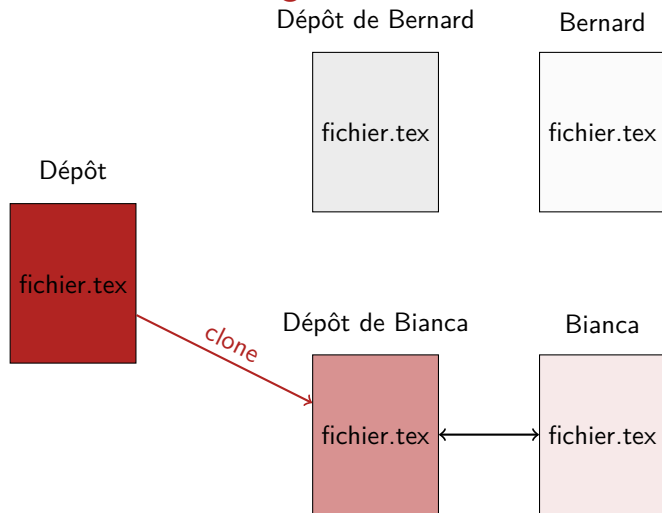 Dépôt de Bernard
Bernard
fichier.tex
fichier.tex
Dépôt
fichier.tex
clone
Dépôt de Bianca
Bianca
fichier.tex
fichier.tex